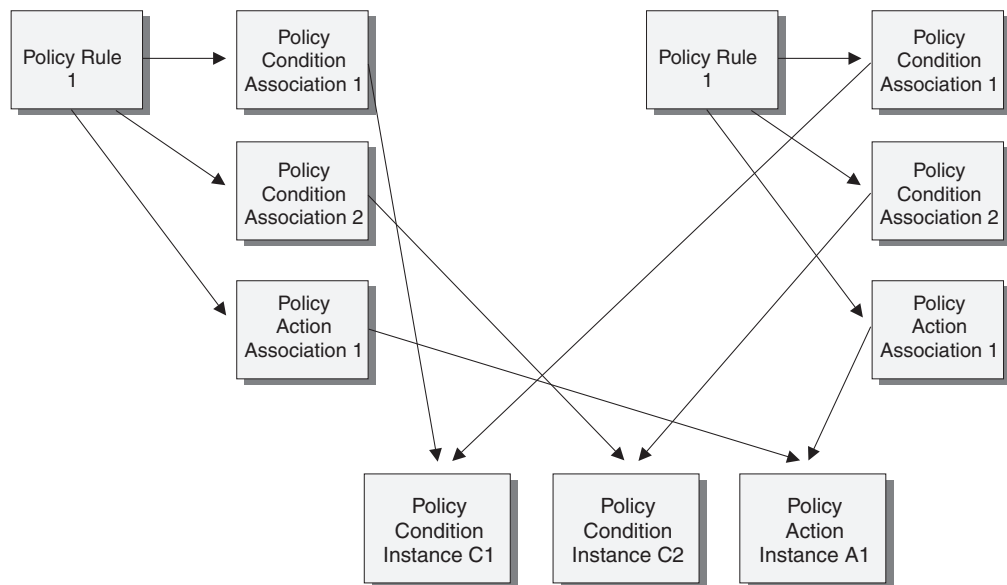 Policy Rule
1
Policy
Condition
Association 1
Policy
Condition
Association 2
Policy
Action
Association 1
Policy Rule
1
Policy
Condition
Association 1
Policy
Condition
Association 2
Policy
Action
Association 1
Policy
Condition
Instance C1
Policy
Condition
Instance C2
Policy
Action
Instance A1